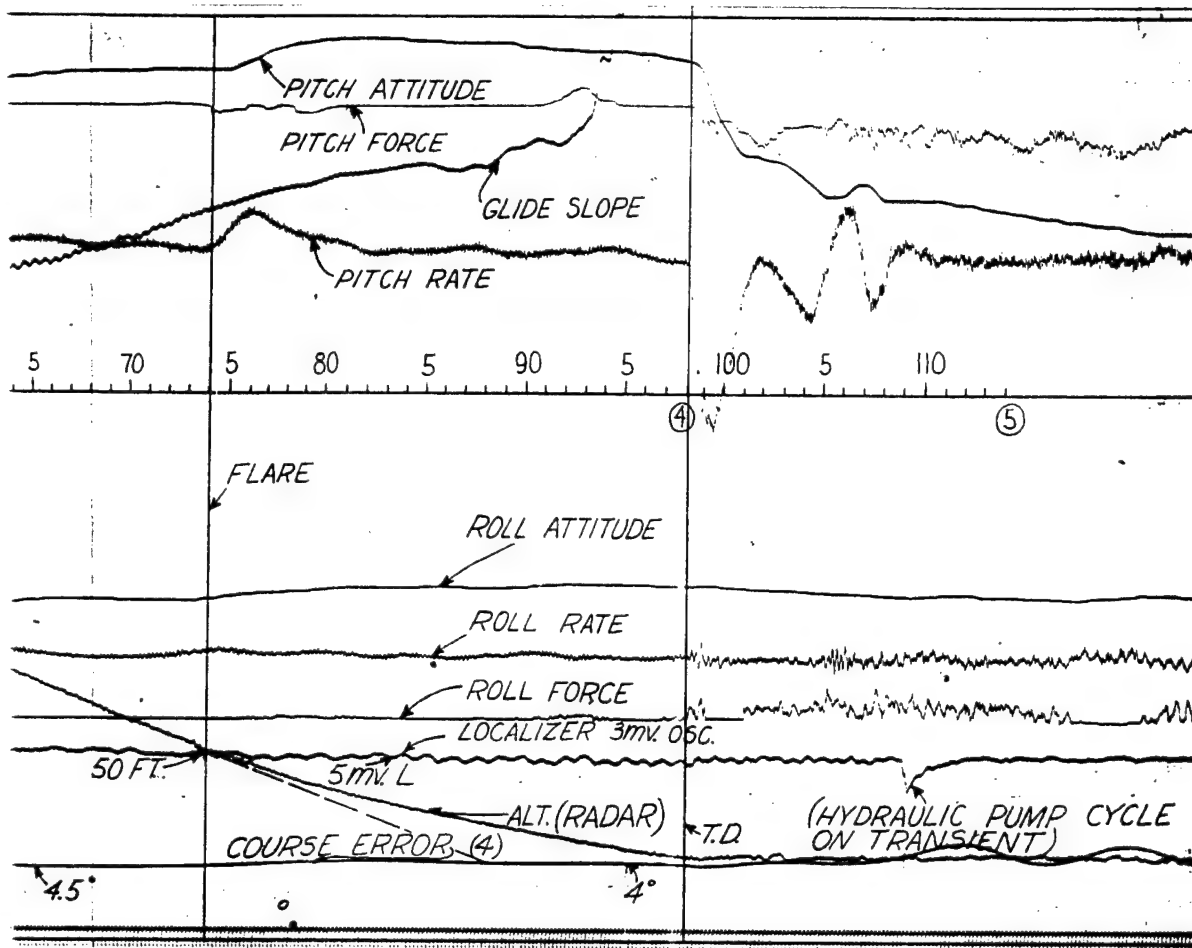 PITCH ATTITUDE
PITCH FORCE
GLIDE SLOPE
PITCH RATE
5 70 5 80 5 90 5 100 5 110
4 5
FLARE
ROLL ATTITUDE
ROLL RATE
ROLL FORCE
LOCALIZER 3mv. OSC.
50 FT.
5mv. L
ALT. (RADAR)
T.D.
(HYDRAULIC PUMP CYCLE
ON TRANSIENT)
COURSE ERROR (4)
4.5°
4°